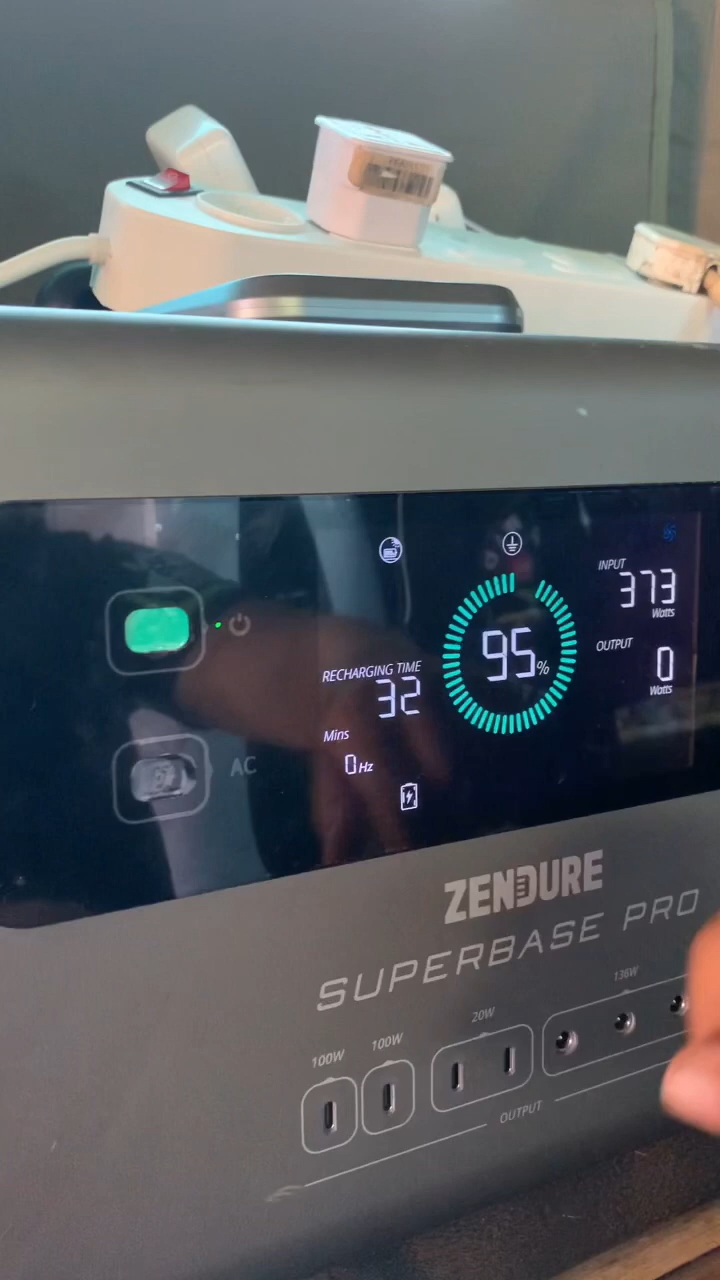 INPUT
373
Watts
OUTPUT
0
Watts
95%
RECHARGING TIME
32
Mins
0Hz
AC
ZENDURE
SUPERBASE PRO
100W
100W
20W
136W
OUTPUT